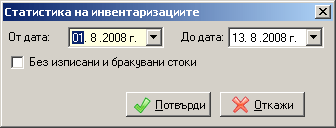 Статистика на инвентаризациите
От дата: 01. 8 .2008 г. До дата: 13. 8 .2008 г.
Без изписани и бракувани стоки
Потвърди Откажи